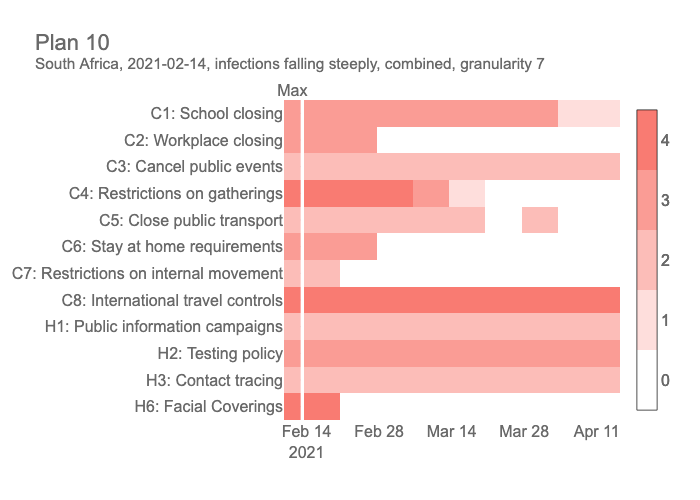 Plan 10
South Africa, 2021-02-14, infections falling steeply, combined, granularity 7
Max
C1: School closing
C2: Workplace closing
C3: Cancel public events
C4: Restrictions on gatherings
C5: Close public transport
C6: Stay at home requirements
C7: Restrictions on internal movement
C8: International travel controls
H1: Public information campaigns
H2: Testing policy
H3: Contact tracing
H6: Facial Coverings
Feb 14 Feb 28 Mar 14 Mar 28 Apr 11
2021
4
3
2
1
0